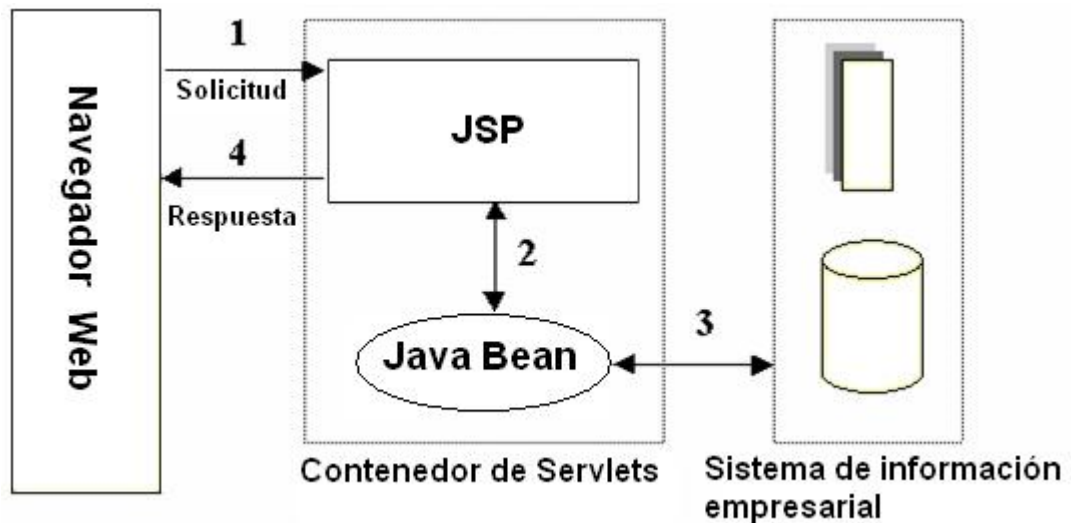 Navegador Web
1
Solicitud
4
Respuesta
JSP
2
Java Bean
3
Contenedor de Servlets
Sistema de información
empresarial